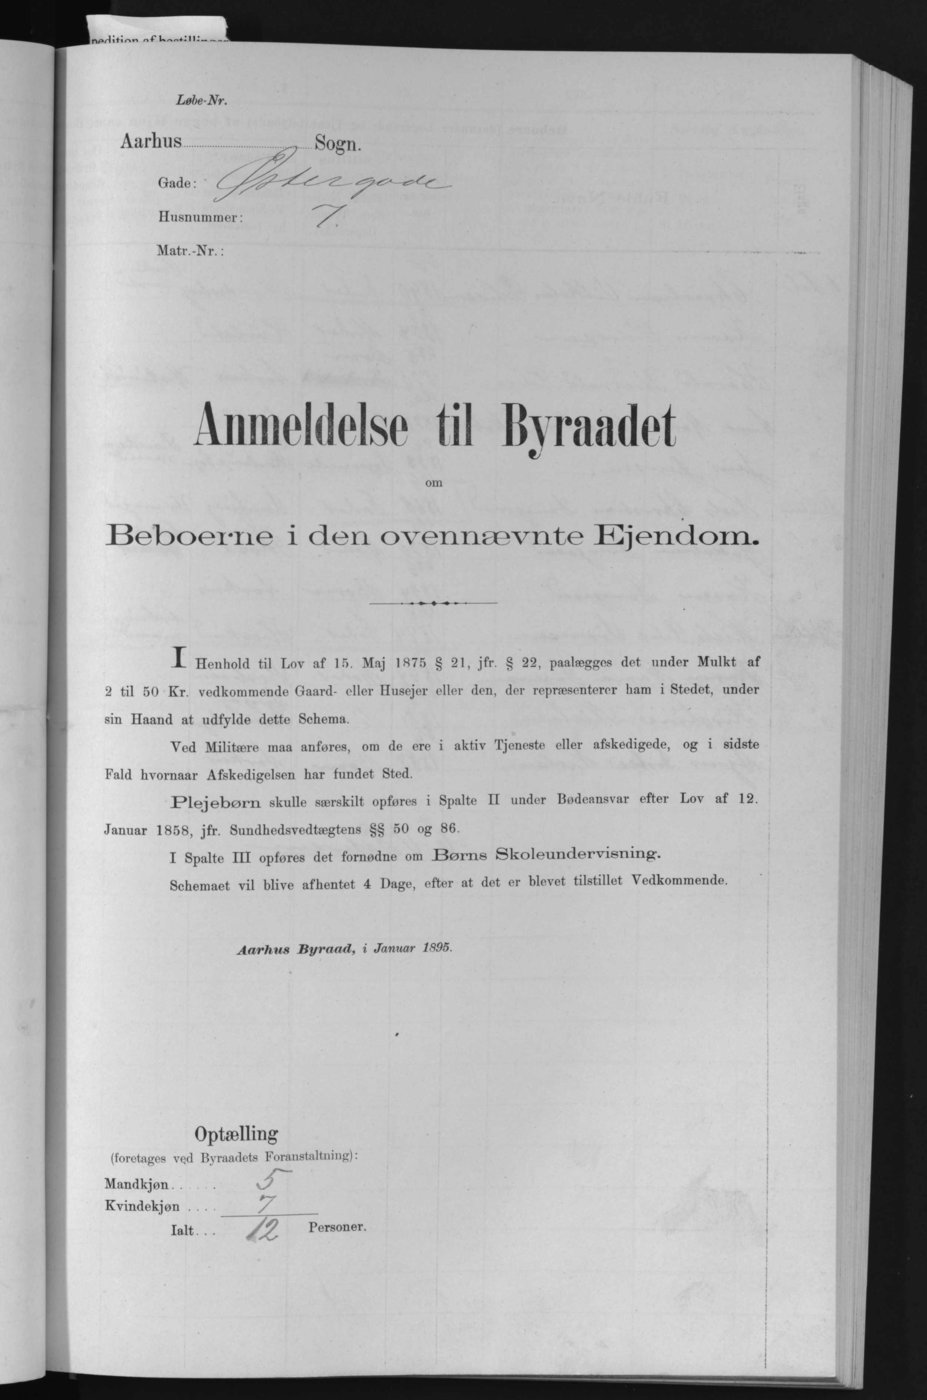 pedition af bestillinger
Løbe-Nr.
Aarhus Sogn.
Gade: Østergade
Husnummer: 7.
Matr.-Nr.:
Anmeldelse til Byraadet
om
Beboerne i den ovennævnte Ejendom.
I Henhold til Lov af 15. Maj 1875 § 21, jfr. § 22, paalægges det under Mulkt af
2 til 50 Kr. vedkommende Gaard- eller Husejer eller den, der repræsenterer ham i Stedet, under
sin Haand at udfylde dette Schema.
Ved Militære maa anføres, om de ere i aktiv Tjeneste eller afskedigede, og i sidste
Fald hvornaar Afskedigelsen har fundet Sted.
Plejebørn skulle særskilt opføres i Spalte II under Bødeansvar efter Lov af 12.
Januar 1858, jfr. Sundhedsvedtægtens §§ 50 og 86.
I Spalte III opføres det fornødne om Børns Skoleundervisning.
Schemaet vil blive afhentet 4 Dage, efter at det er blevet tilstillet Vedkommende.
Aarhus Byraad, i Januar 1895.
Optælling
(foretages ved Byraadets Foranstaltning):
Mandkjøn..... 5
Kvindekjøn .... 7
Ialt... 12 Personer.